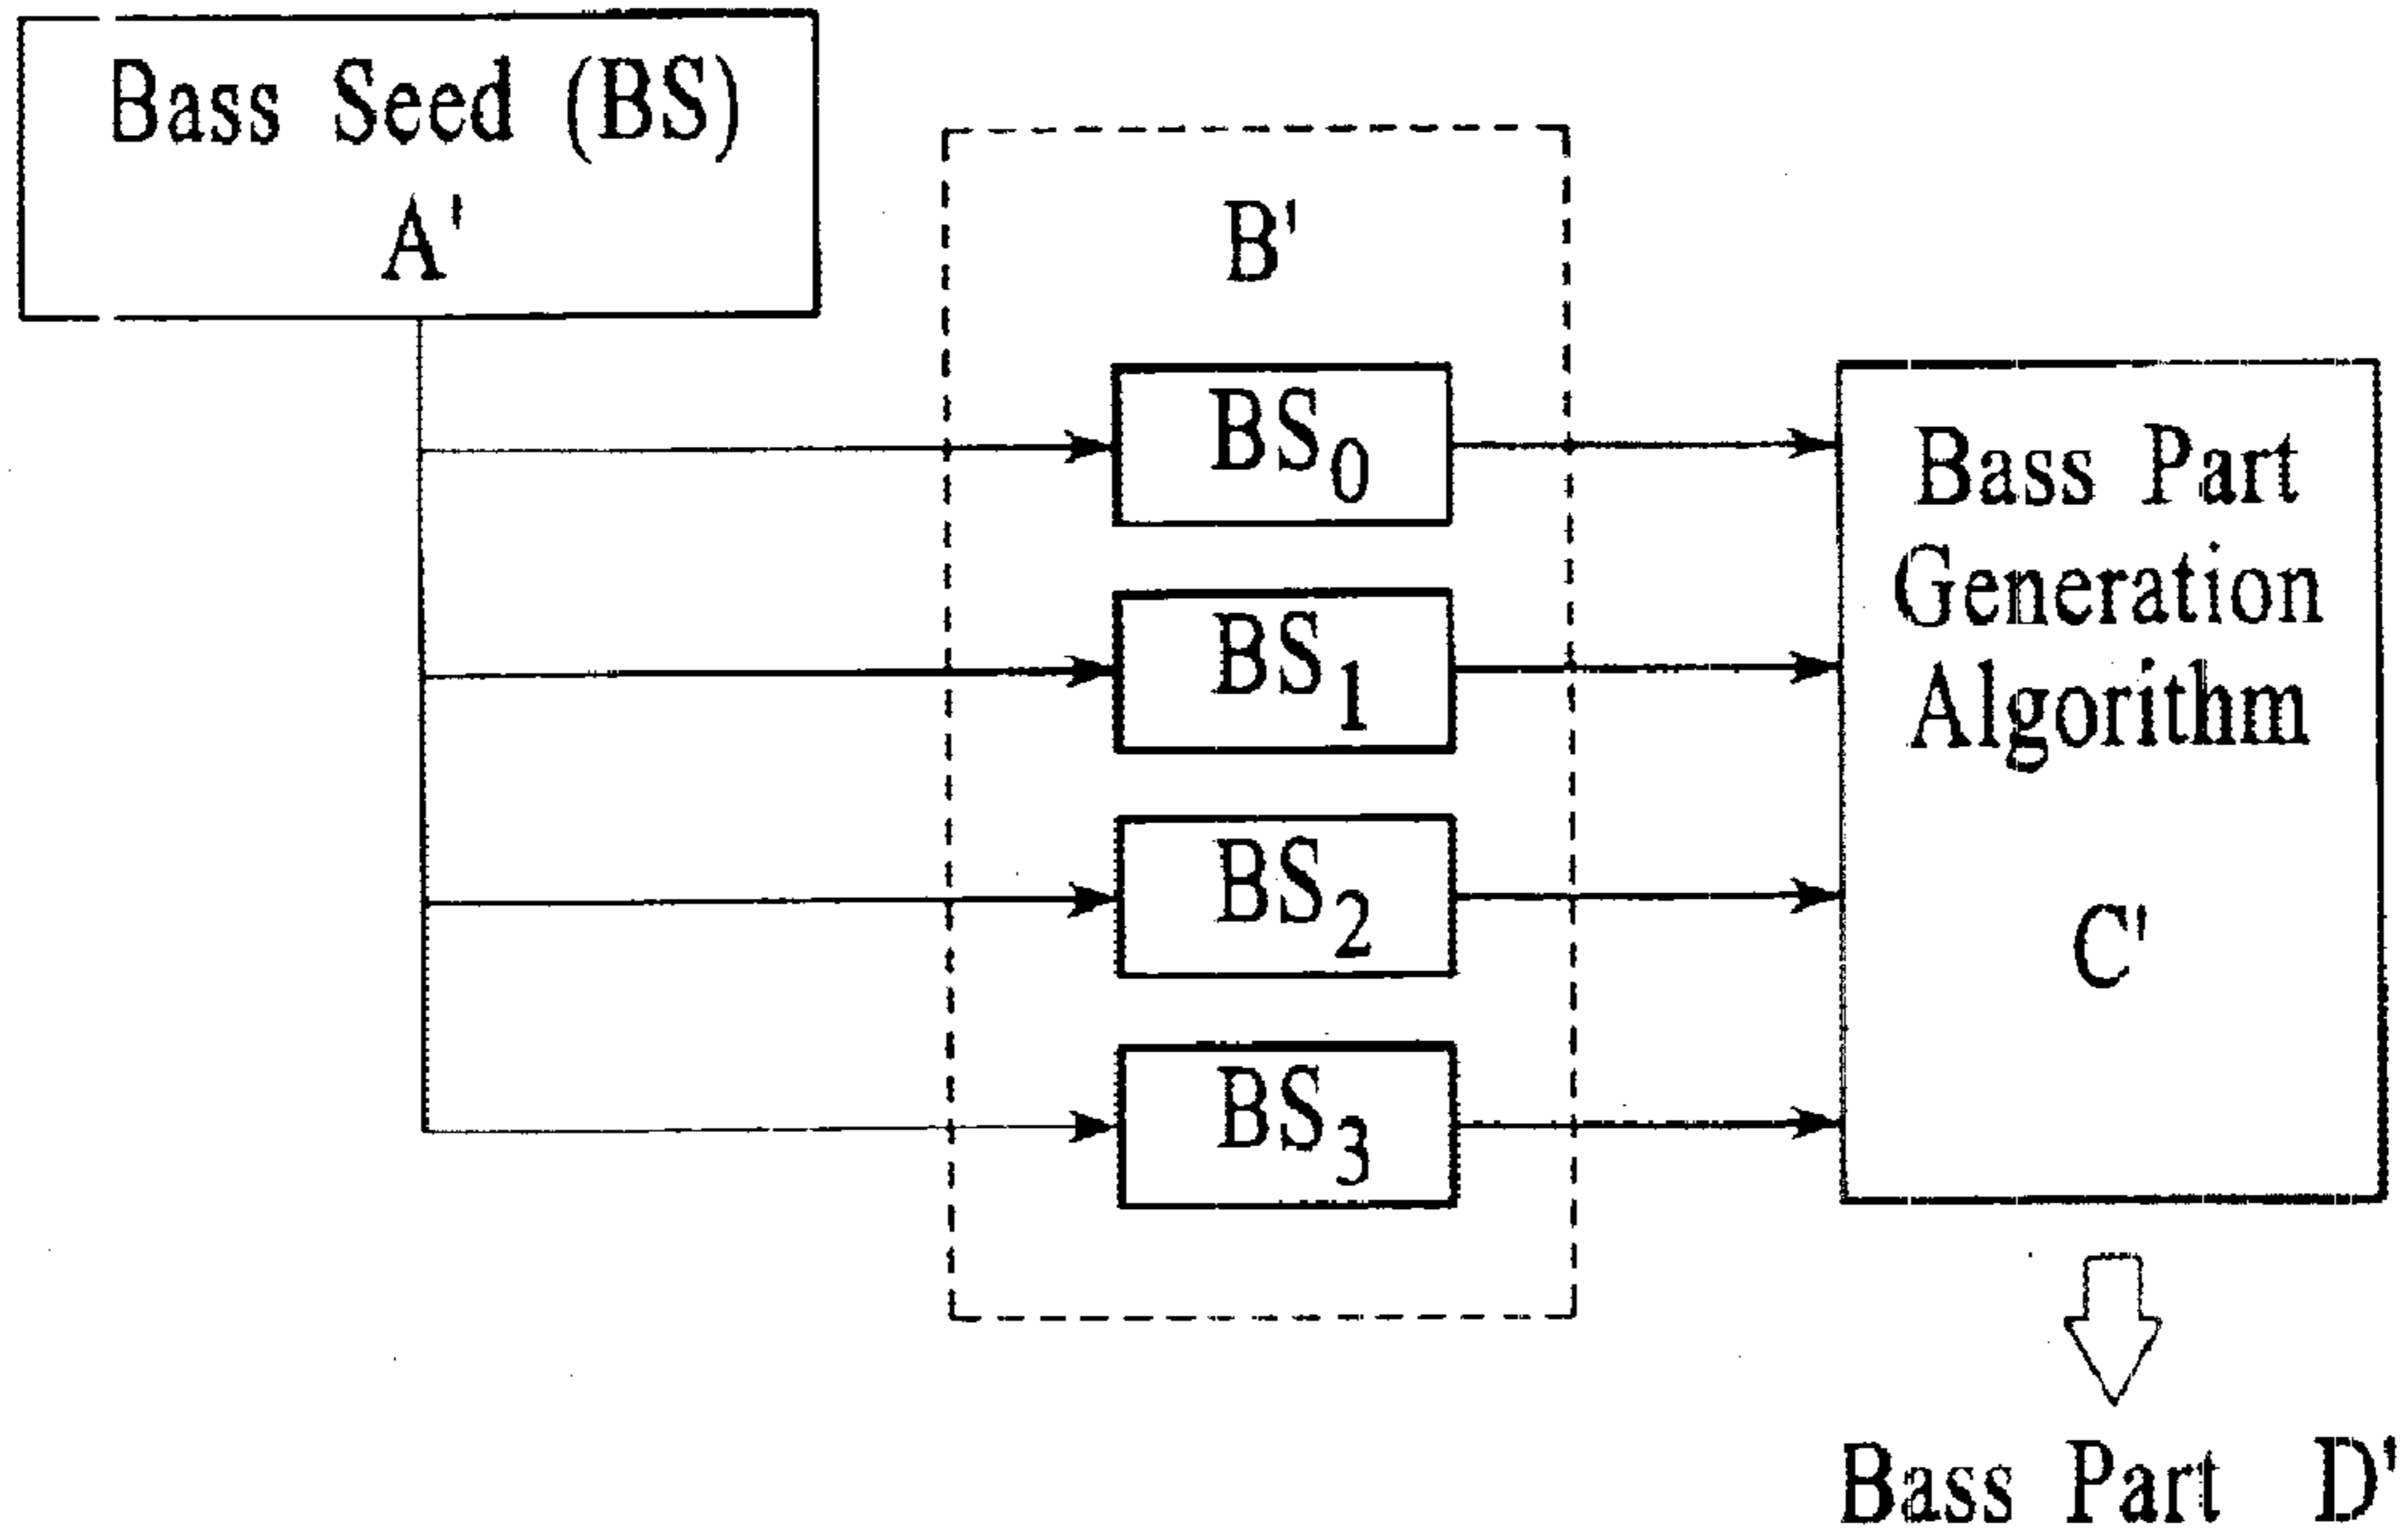 Bass Seed (BS)
A'
B'
BS0
BS1
BS2
BS3
Bass Part
Generation
Algorithm
C'
Bass Part D'